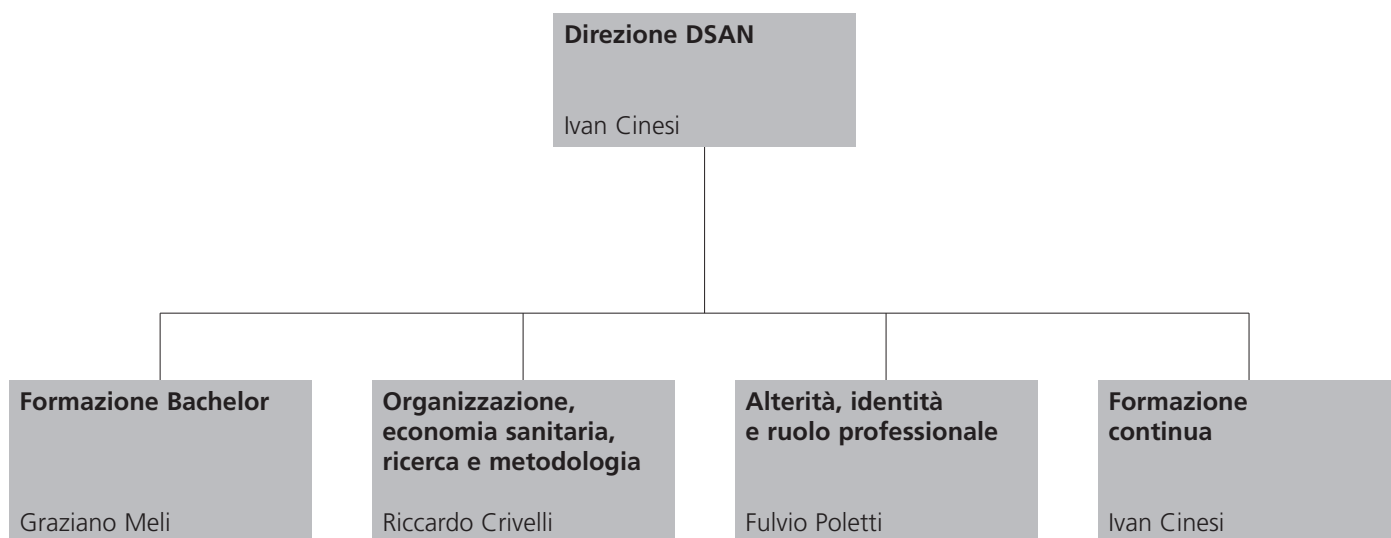 Direzione DSAN
Ivan Cinesi
Formazione Bachelor
Graziano Meli
Organizzazione,
economia sanitaria,
ricerca e metodologia
Riccardo Crivelli
Alterità, identità
e ruolo professionale
Fulvio Poletti
Formazione
continua
Ivan Cinesi